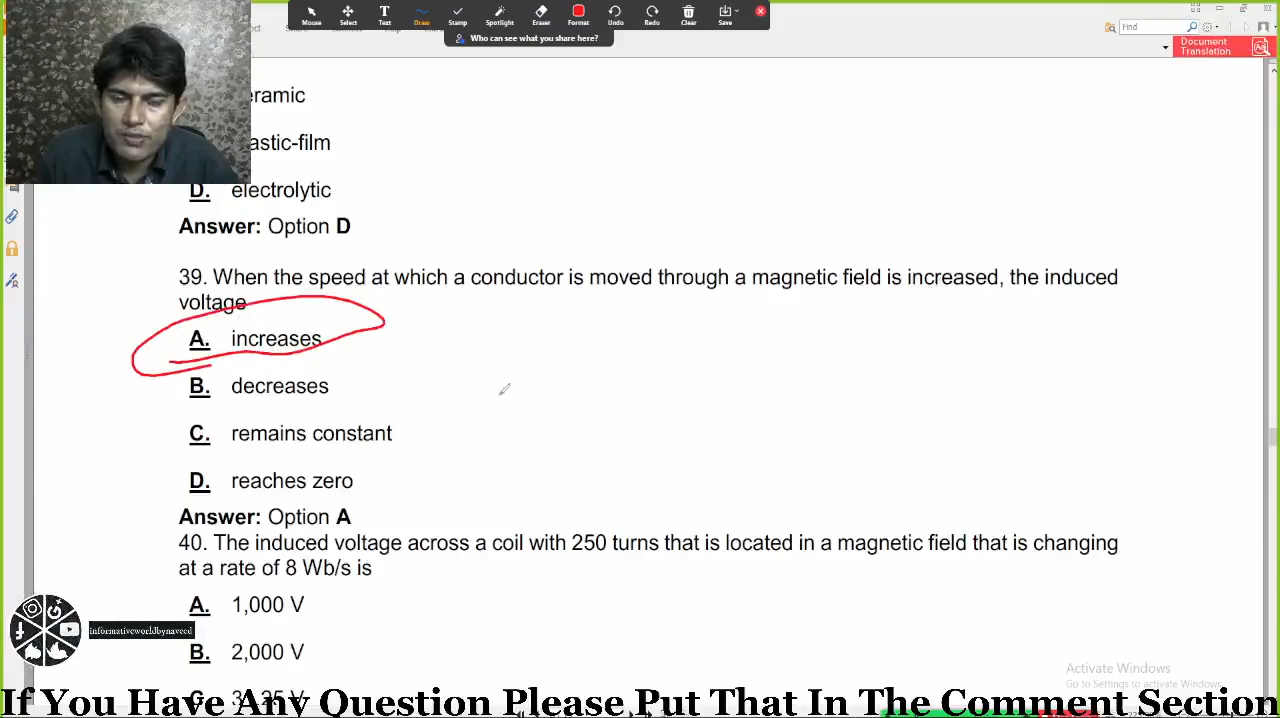 Mouse Select Text Draw Stamp Spotlight Eraser Format Undo Redo Clear Save
Who can see what you share here?
Find
Document
Translation
eramic
astic-film
D. electrolytic
Answer: Option D
39. When the speed at which a conductor is moved through a magnetic field is increased, the induced
voltage
A. increases
B. decreases
C. remains constant
D. reaches zero
Answer: Option A
40. The induced voltage across a coil with 250 turns that is located in a magnetic field that is changing
at a rate of 8 Wb/s is
A. 1,000 V
informativeworldbynaveed
B. 2,000 V
Activate Windows
Go to Settings to activate Windows.
If You Have Any Question Please Put That In The Comment Section